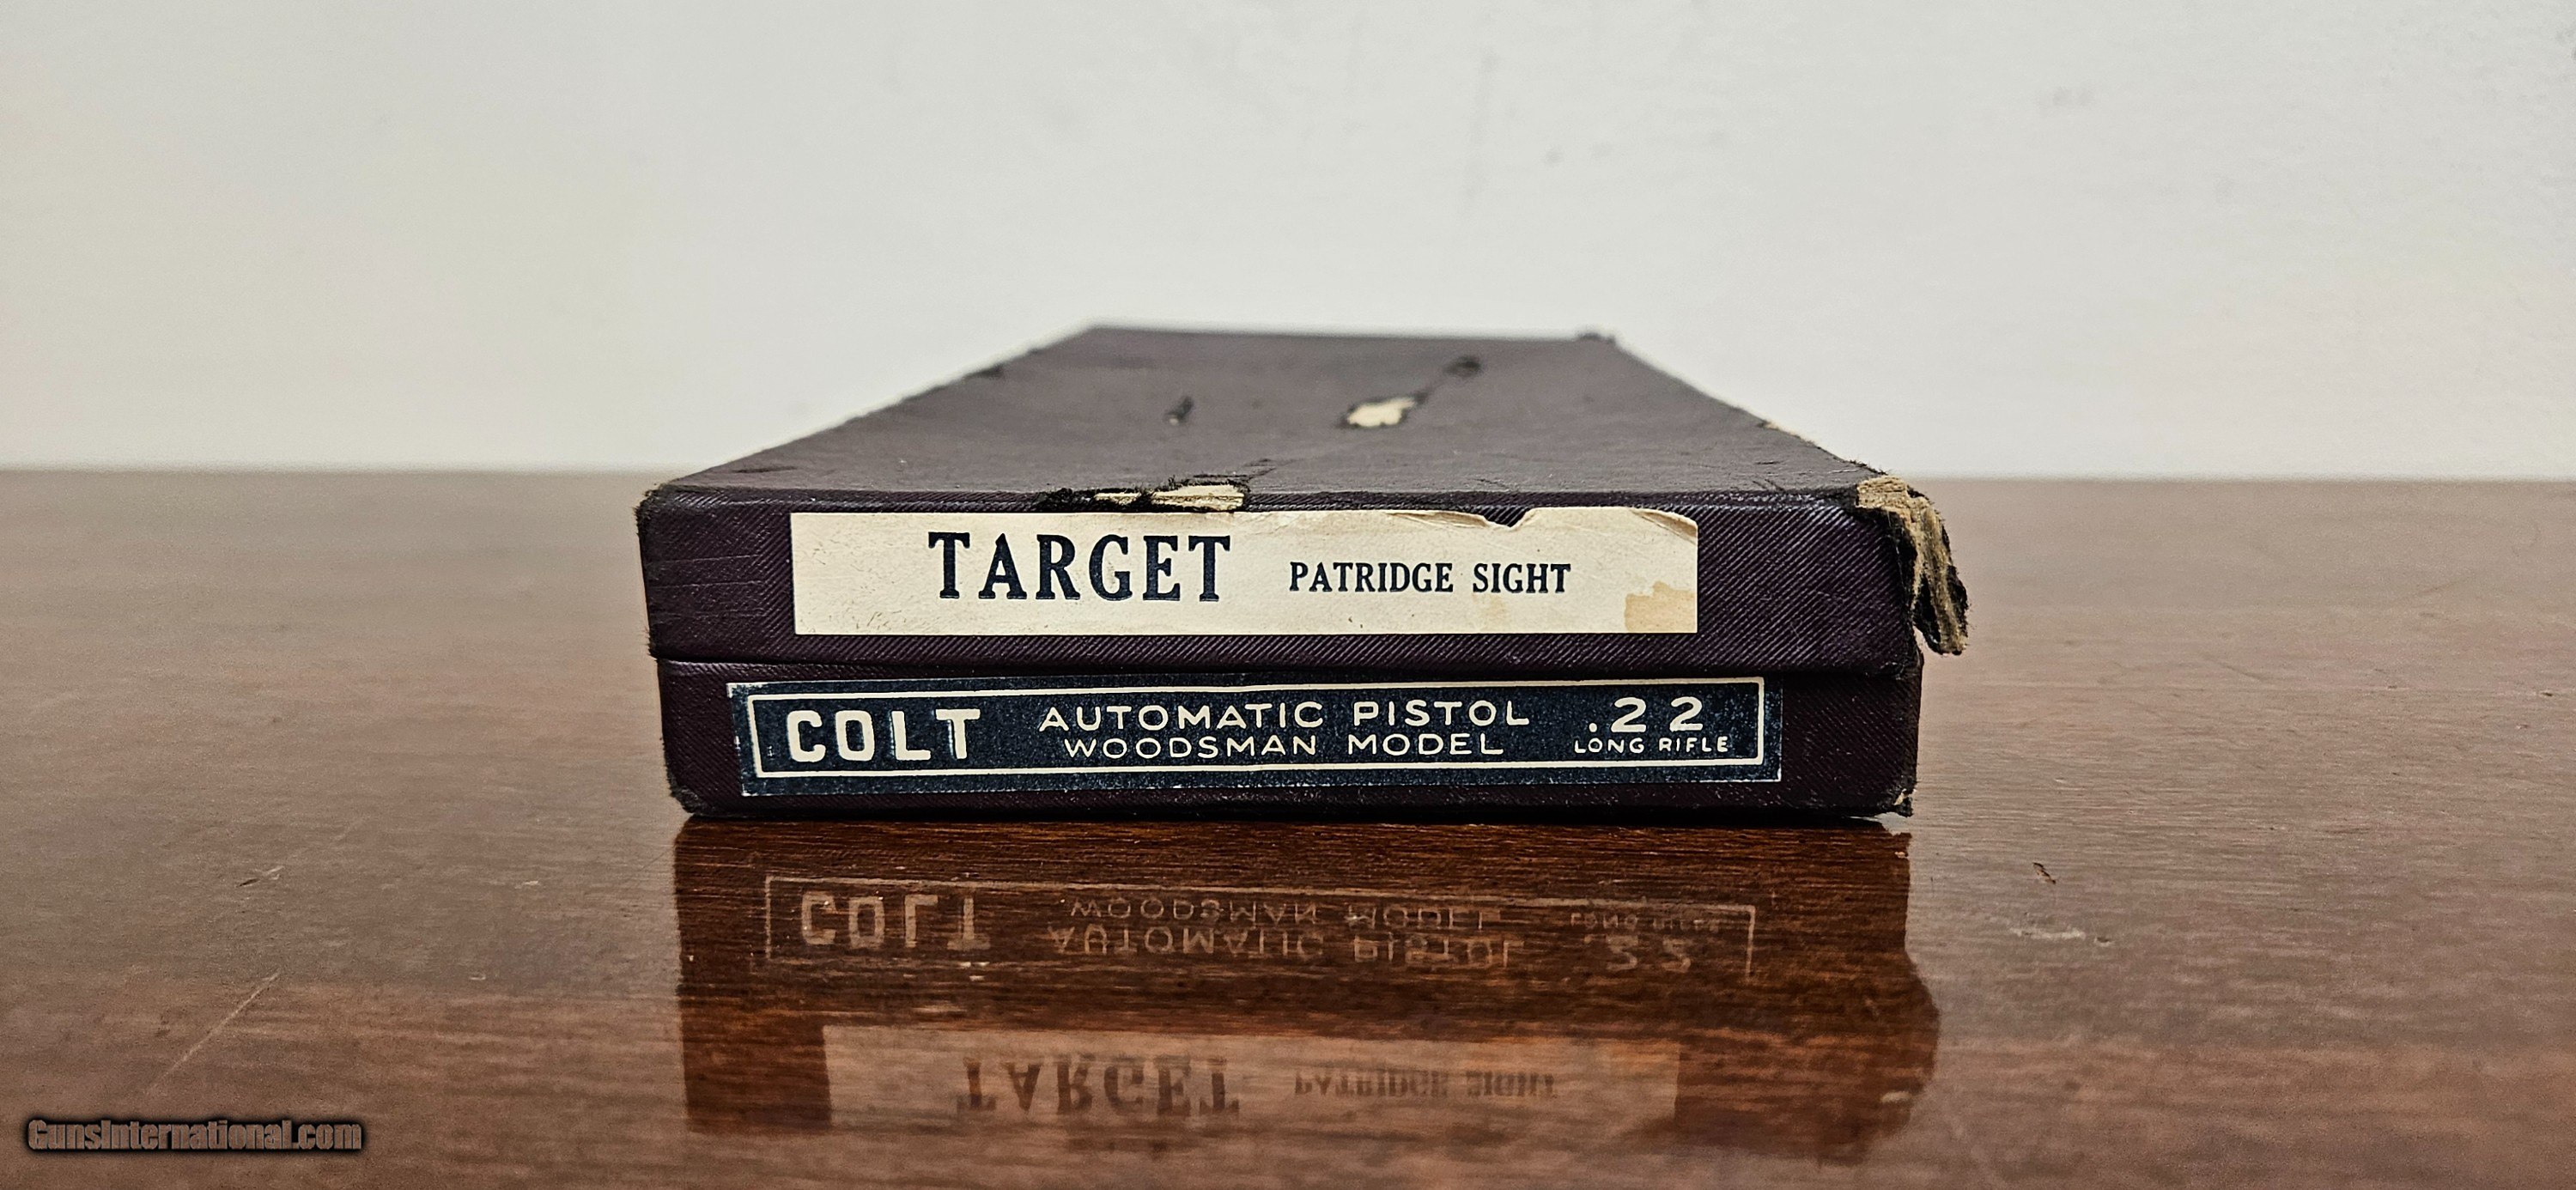 TARGET PATRIDGE SIGHT
COLT AUTOMATIC PISTOL .22
WOODSMAN MODEL LONG RIFLE
GunsInternational.com